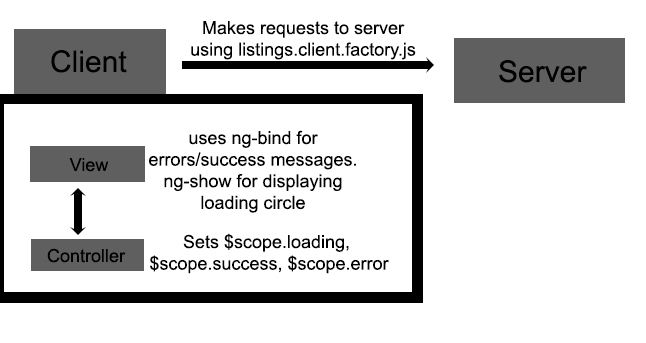 Makes requests to server
using listings.client.factory.js
Client
Server
uses ng-bind for
errors/success messages.
ng-show for displaying
loading circle
View
Sets $scope.loading,
$scope.success, $scope.error
Controller